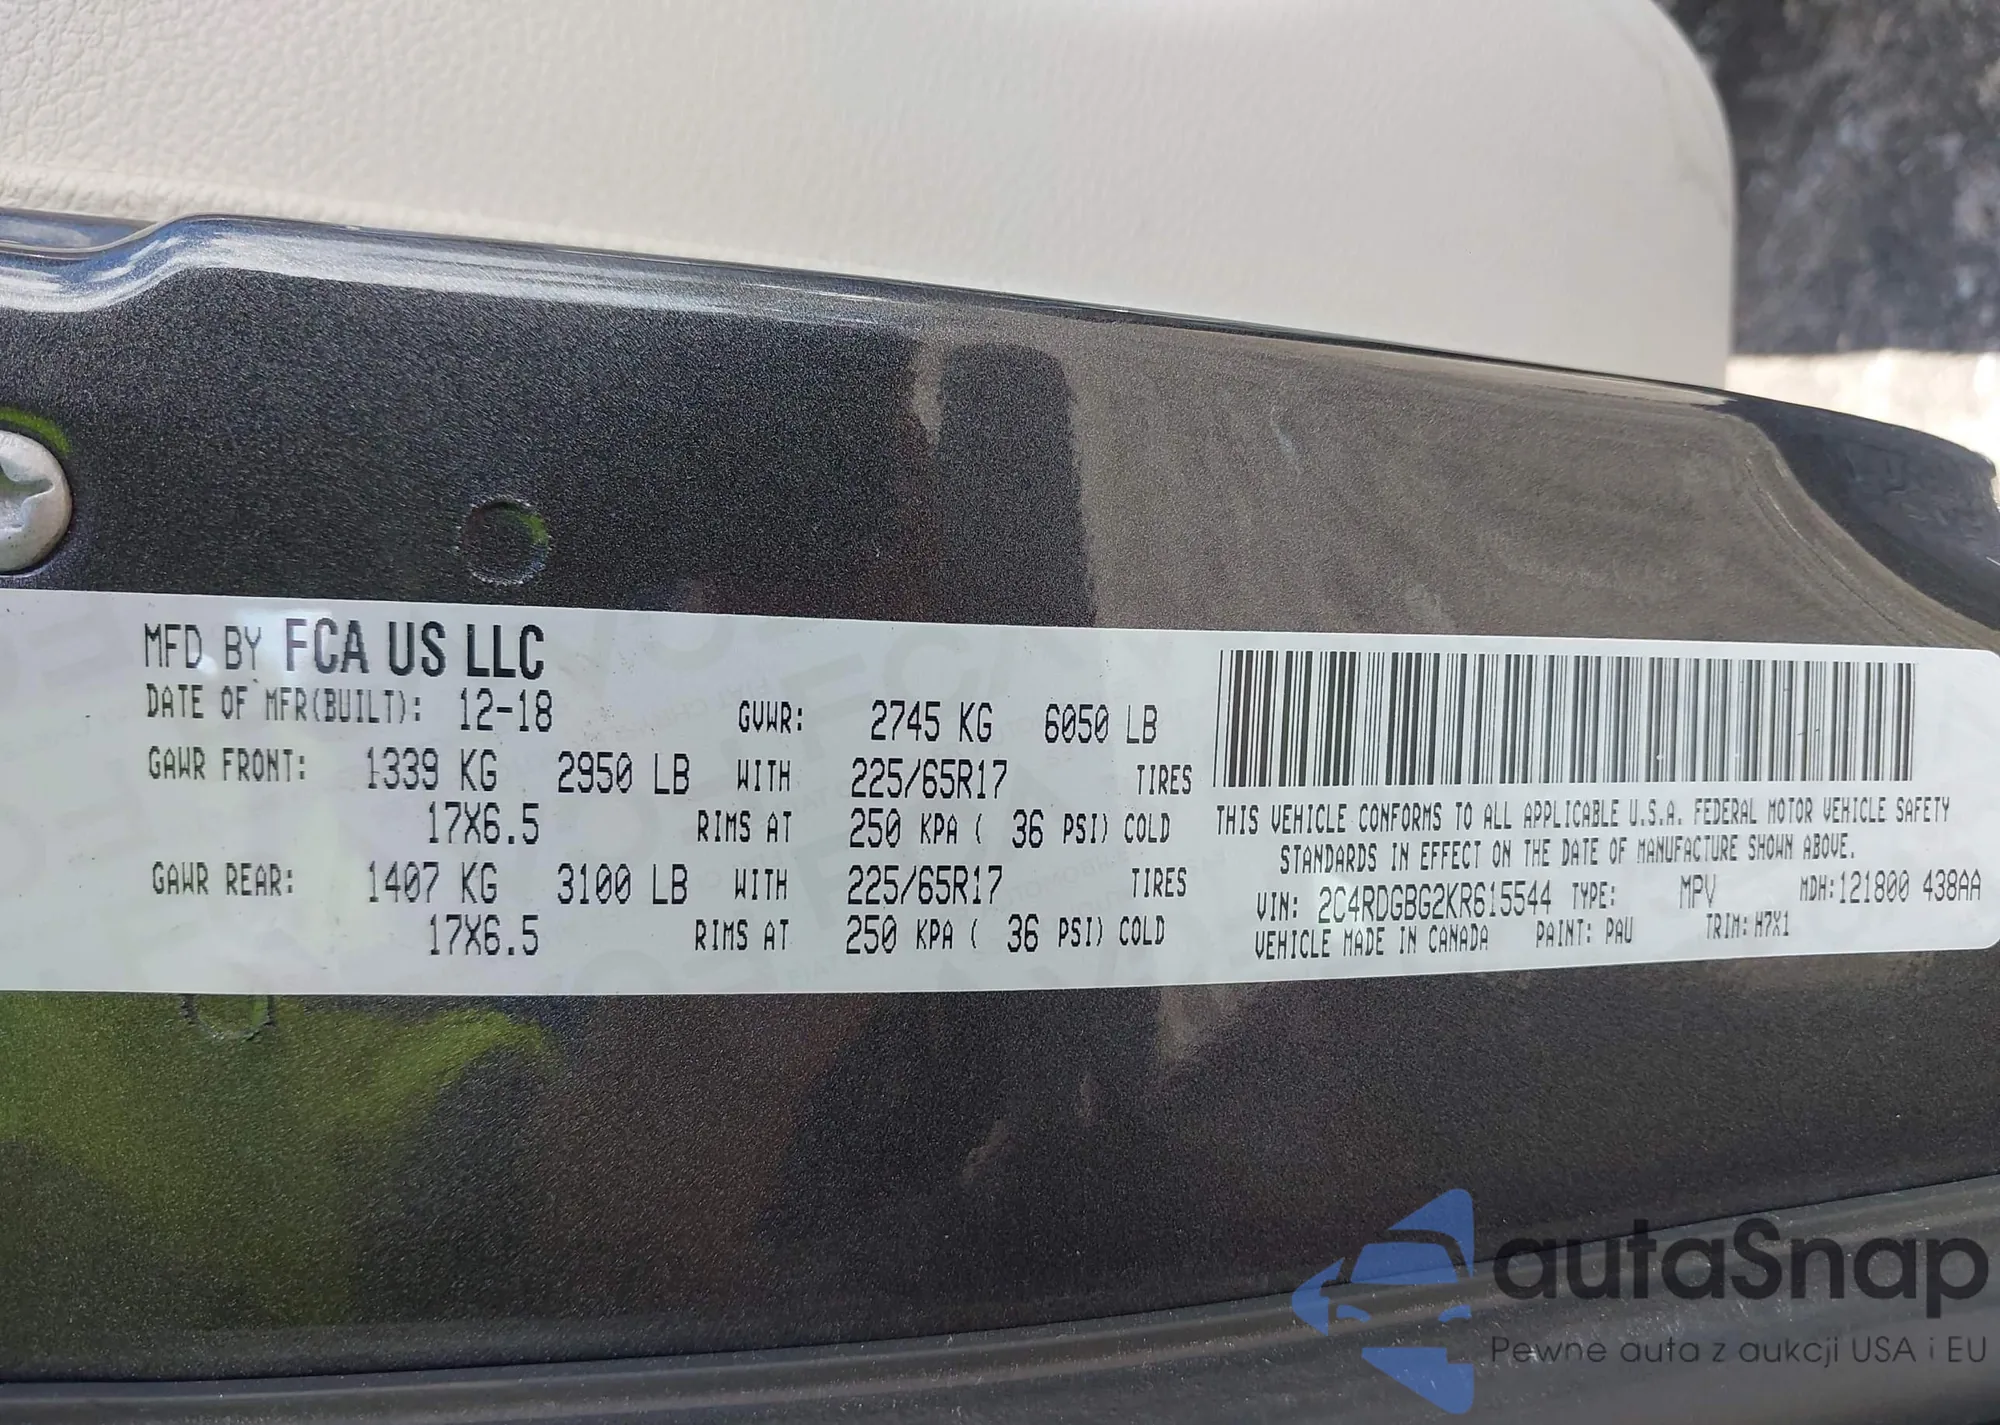 MFD BY FCA US LLC
DATE OF MFR(BUILT): 12-18 GVWR: 2745 KG 6050 LB
GAWR FRONT: 1339 KG 2950 LB WITH 225/65R17 TIRES
17X6.5 RIMS AT 250 KPA ( 36 PSI) COLD
GAWR REAR: 1407 KG 3100 LB WITH 225/65R17 TIRES
17X6.5 RIMS AT 250 KPA ( 36 PSI) COLD
THIS VEHICLE CONFORMS TO ALL APPLICABLE U.S.A. FEDERAL MOTOR VEHICLE SAFETY
STANDARDS IN EFFECT ON THE DATE OF MANUFACTURE SHOWN ABOVE.
VIN: 2C4RDGBG2KR615544 TYPE: MPV MDH:121800 438AA
VEHICLE MADE IN CANADA PAINT: PAU TRIM: H7X1
autaSnap
Pewne auta z aukcji USA i EU